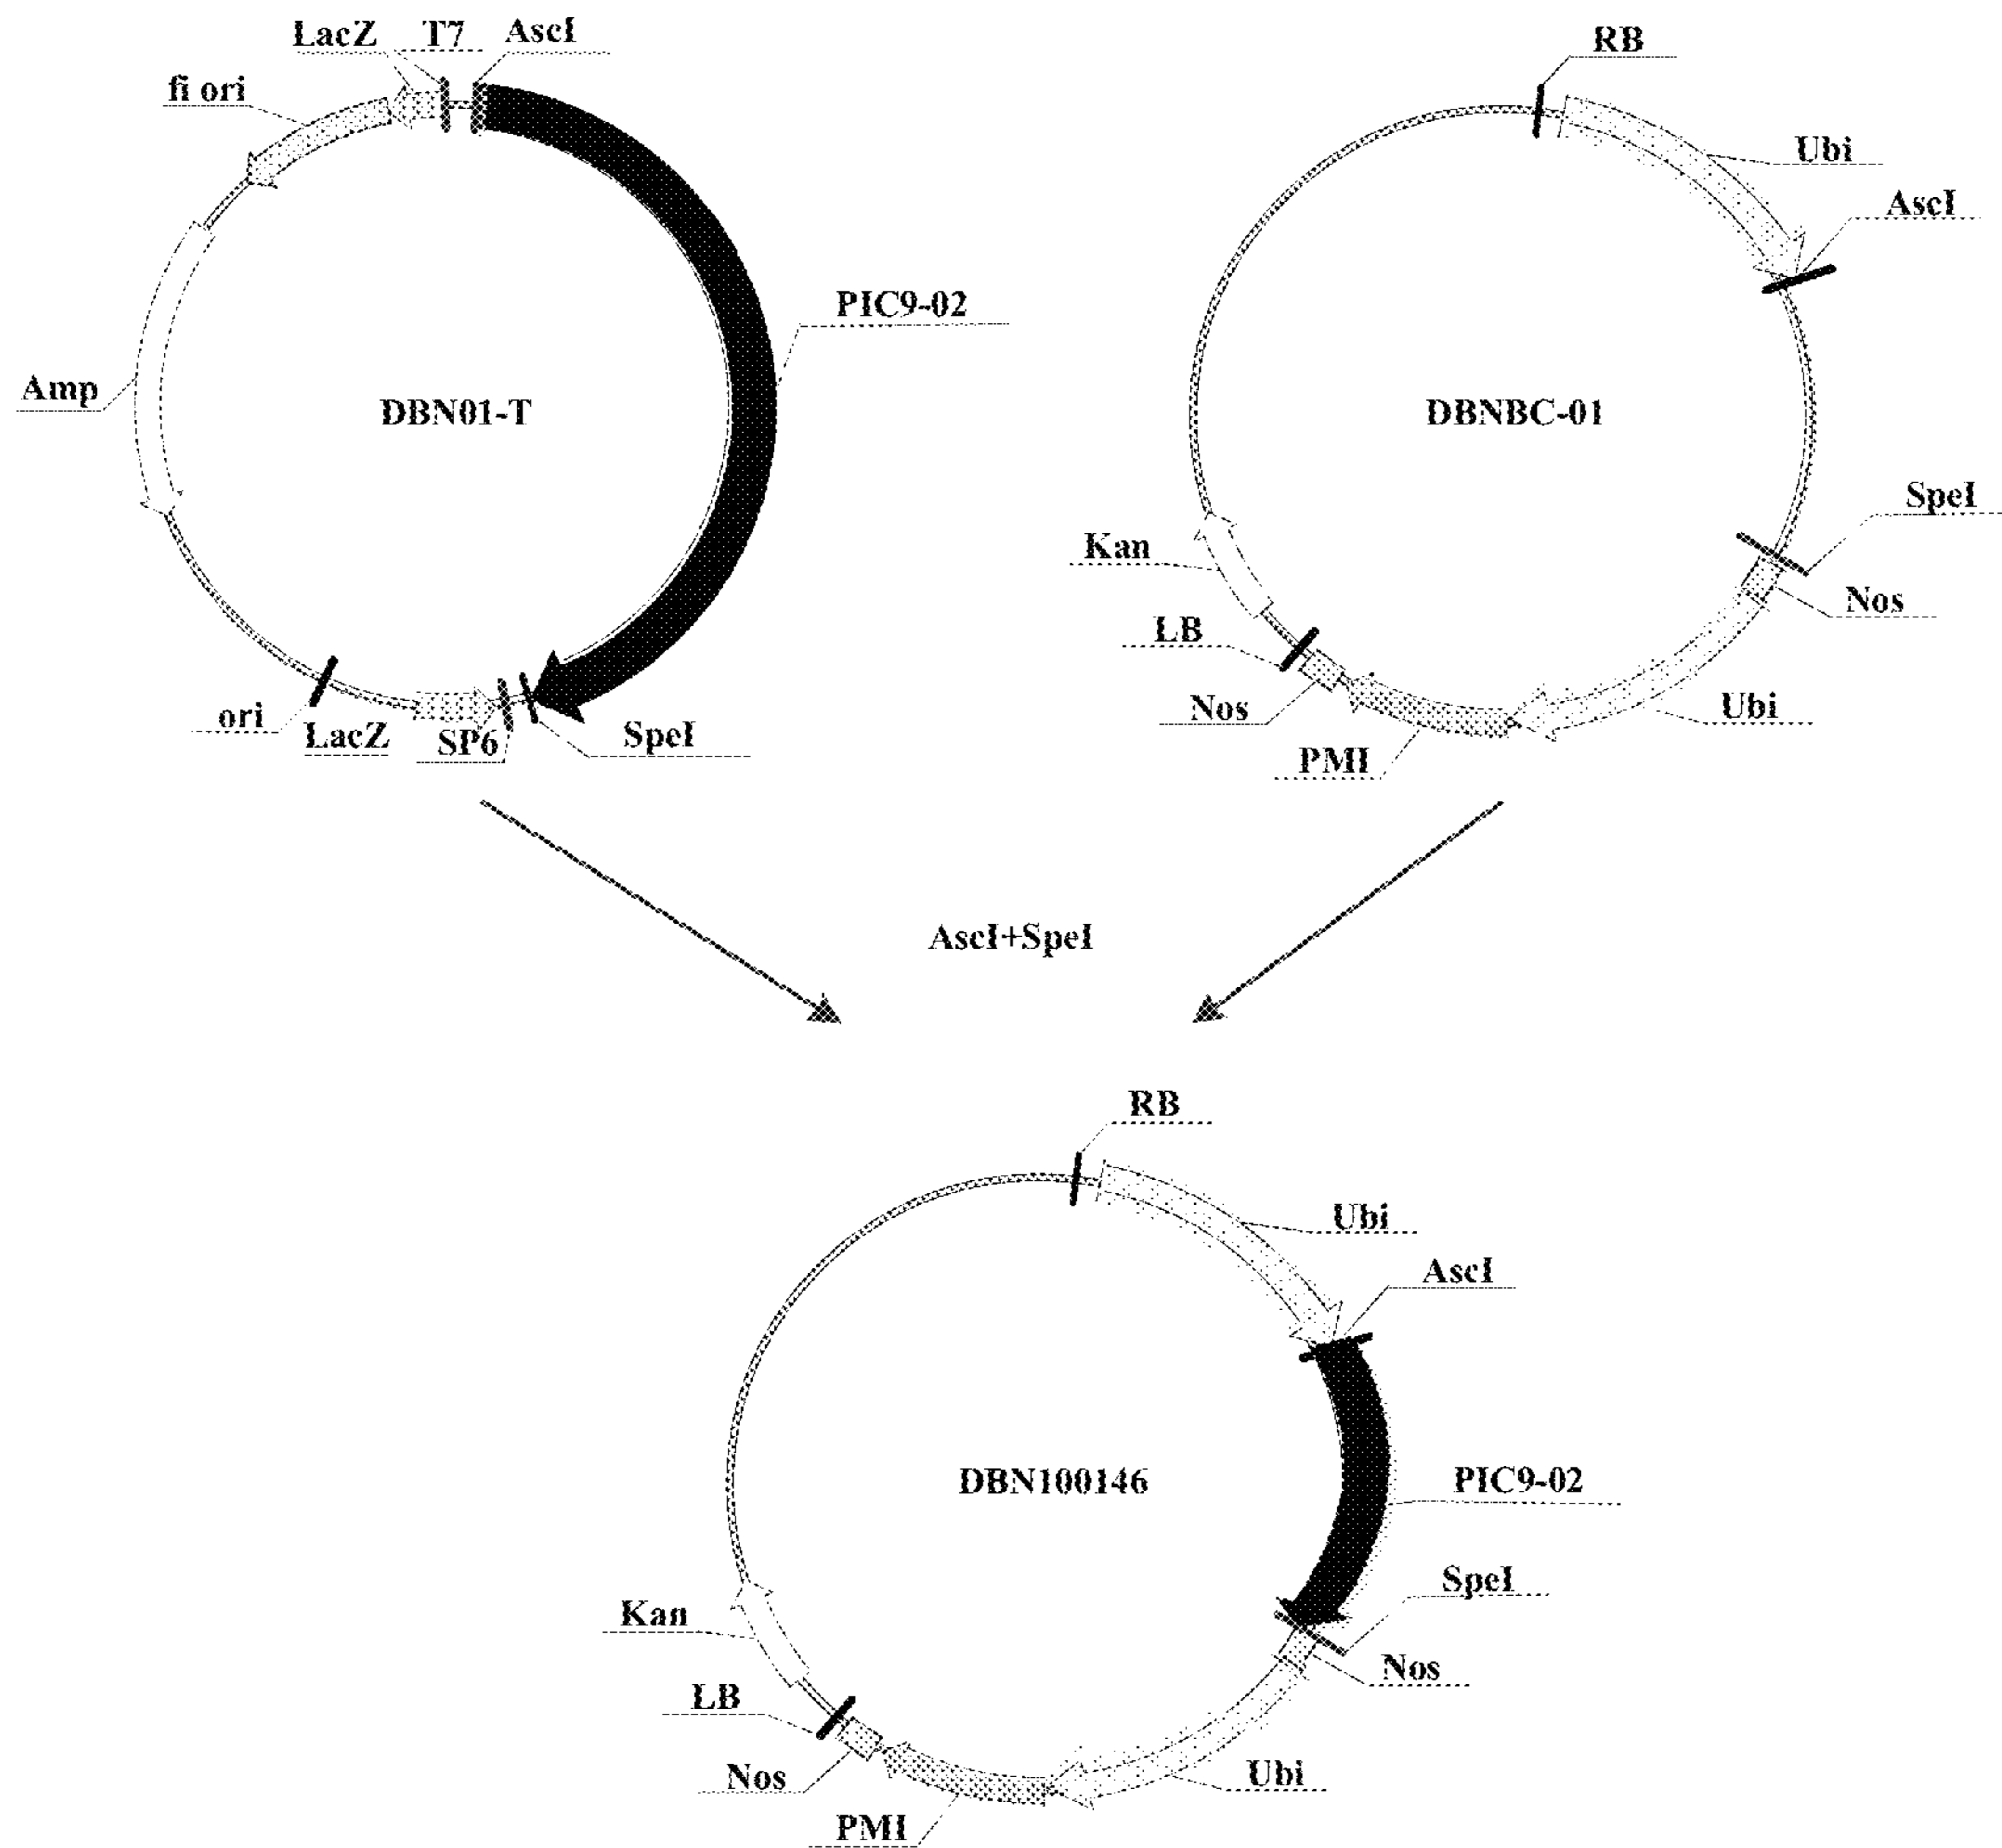 LacZ
T7
AscI
fi ori
PIC9-02
Amp
DBN01-T
ori
LacZ
SP6
SpeI
RB
Ubi
AscI
DBNBC-01
SpeI
Kan
Nos
LB
Nos
Ubi
PMI
AscI+SpeI
RB
Ubi
AscI
DBN100146
PIC9-02
SpeI
Kan
Nos
LB
Nos
Ubi
PMI